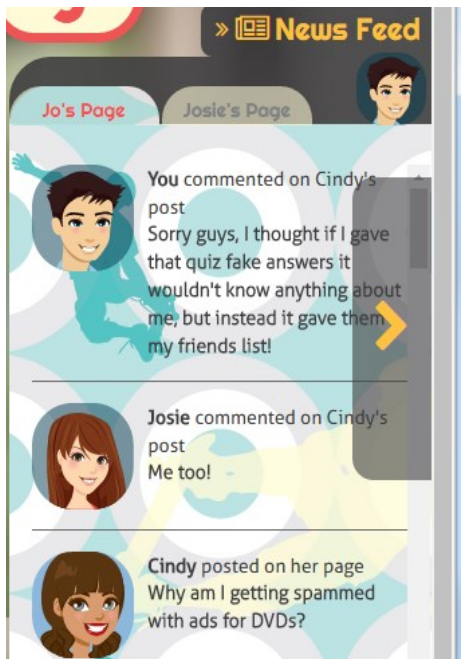 » News Feed
Jo's Page
Josie's Page
You commented on Cindy's
post
Sorry guys, I thought if I gave
that quiz fake answers it
wouldn't know anything about
me, but instead it gave them
my friends list!
Josie commented on Cindy's
post
Me too!
Cindy posted on her page
Why am I getting spammed
with ads for DVDs?